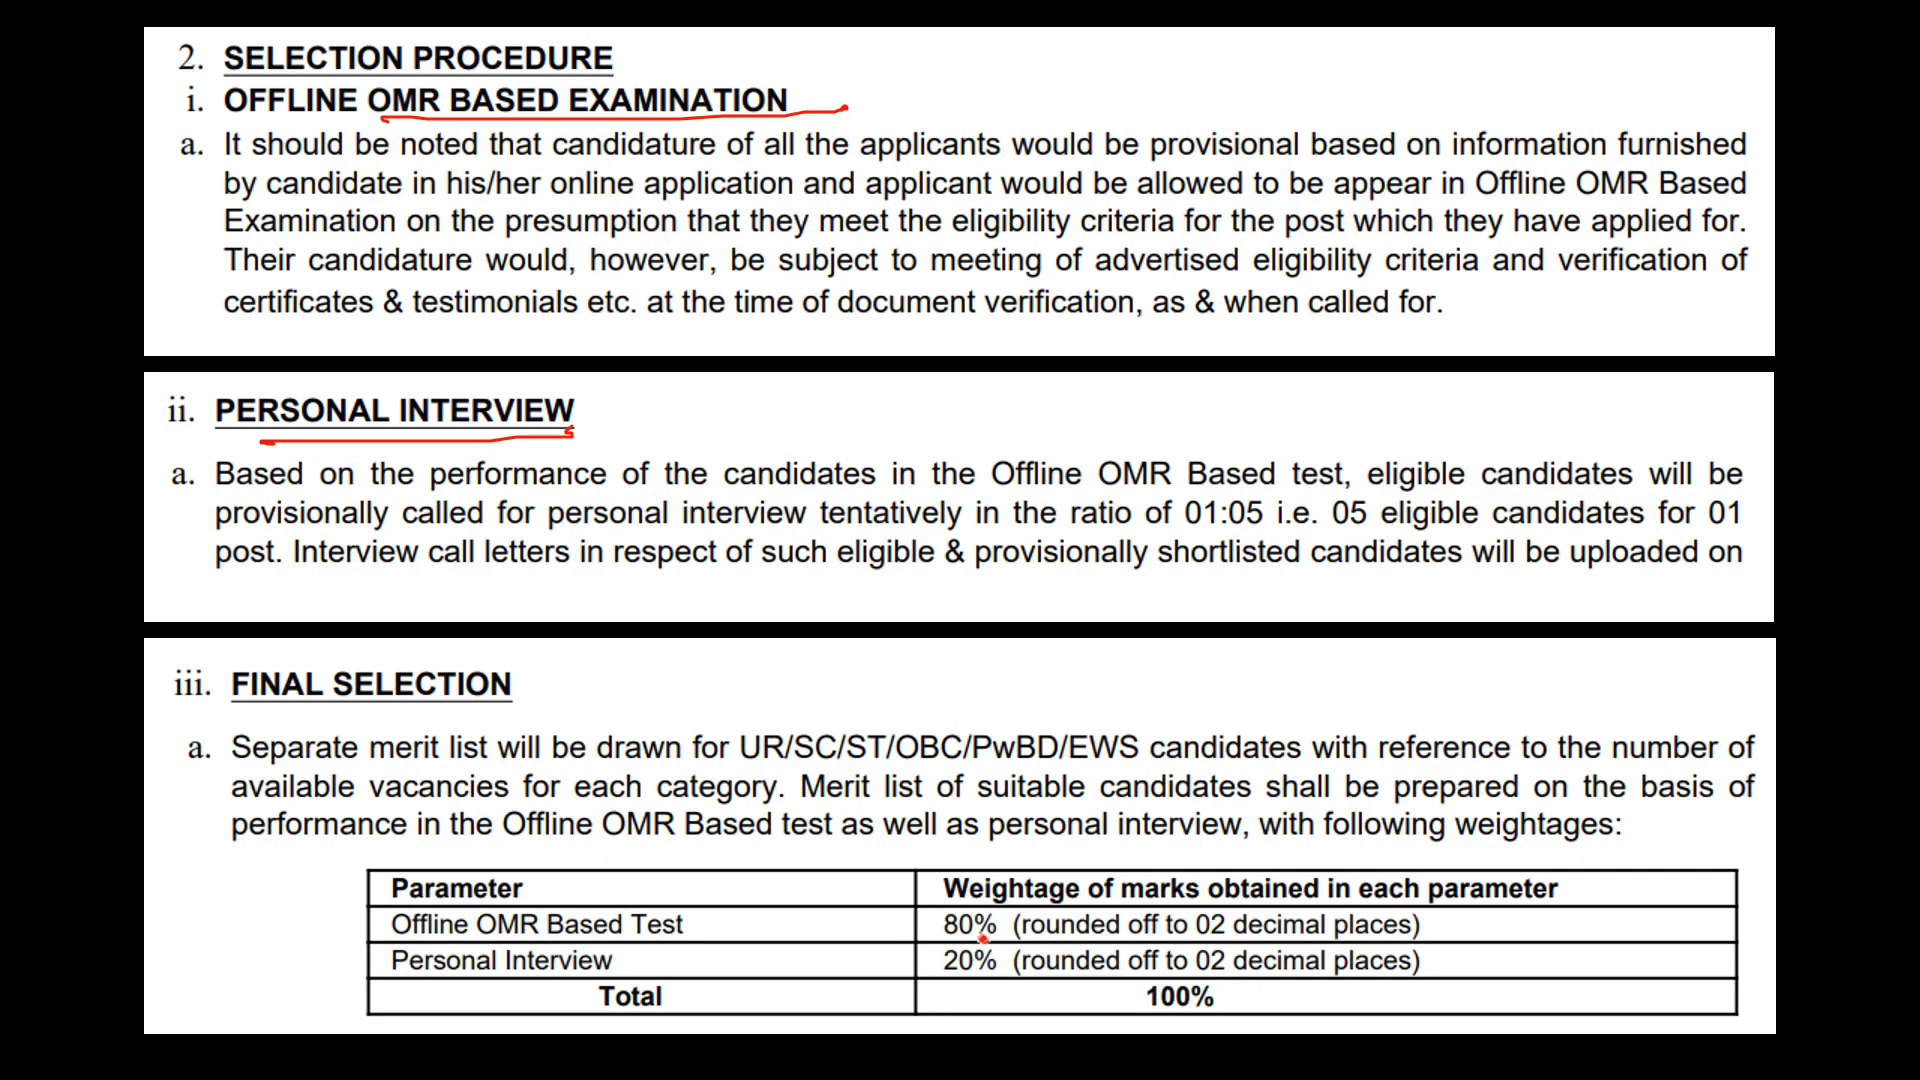 2. SELECTION PROCEDURE
i. OFFLINE OMR BASED EXAMINATION
a. It should be noted that candidature of all the applicants would be provisional based on information furnished
by candidate in his/her online application and applicant would be allowed to be appear in Offline OMR Based
Examination on the presumption that they meet the eligibility criteria for the post which they have applied for.
Their candidature would, however, be subject to meeting of advertised eligibility criteria and verification of
certificates & testimonials etc. at the time of document verification, as & when called for.
ii. PERSONAL INTERVIEW
a. Based on the performance of the candidates in the Offline OMR Based test, eligible candidates will be
provisionally called for personal interview tentatively in the ratio of 01:05 i.e. 05 eligible candidates for 01
post. Interview call letters in respect of such eligible & provisionally shortlisted candidates will be uploaded on
iii. FINAL SELECTION
a. Separate merit list will be drawn for UR/SC/ST/OBC/PwBD/EWS candidates with reference to the number of
available vacancies for each category. Merit list of suitable candidates shall be prepared on the basis of
performance in the Offline OMR Based test as well as personal interview, with following weightages:
Parameter Weightage of marks obtained in each parameter
Offline OMR Based Test 80% (rounded off to 02 decimal places)
Personal Interview 20% (rounded off to 02 decimal places)
Total 100%